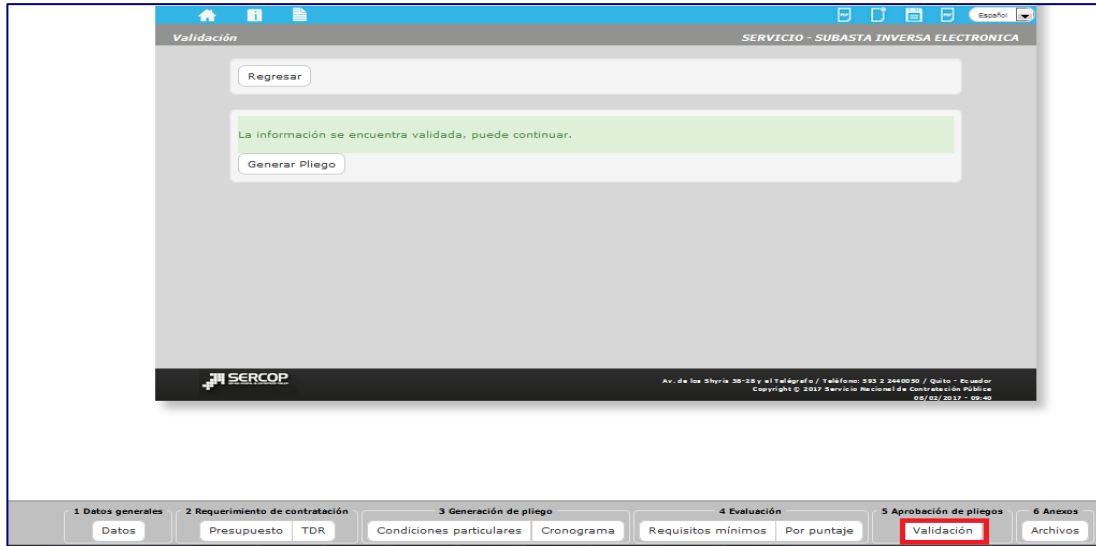 Español
Validación
SERVICIO - SUBASTA INVERSA ELECTRONICA
Regresar
La información se encuentra validada, puede continuar.
Generar Pliego
SERCOP
Av. de los Shyris 38-28 y el Telégrafo / Teléfono: 593 2 2440050 / Quito - Ecuador
Copyright © 2017 Servicio Nacional de Contratación Pública
08/02/2017 - 09:40
1 Datos generales 2 Requerimiento de contratación 3 Generación de pliego 4 Evaluación 5 Aprobación de pliegos 6 Anexos
Datos Presupuesto TDR Condiciones particulares Cronograma Requisitos mínimos Por puntaje Validación Archivos